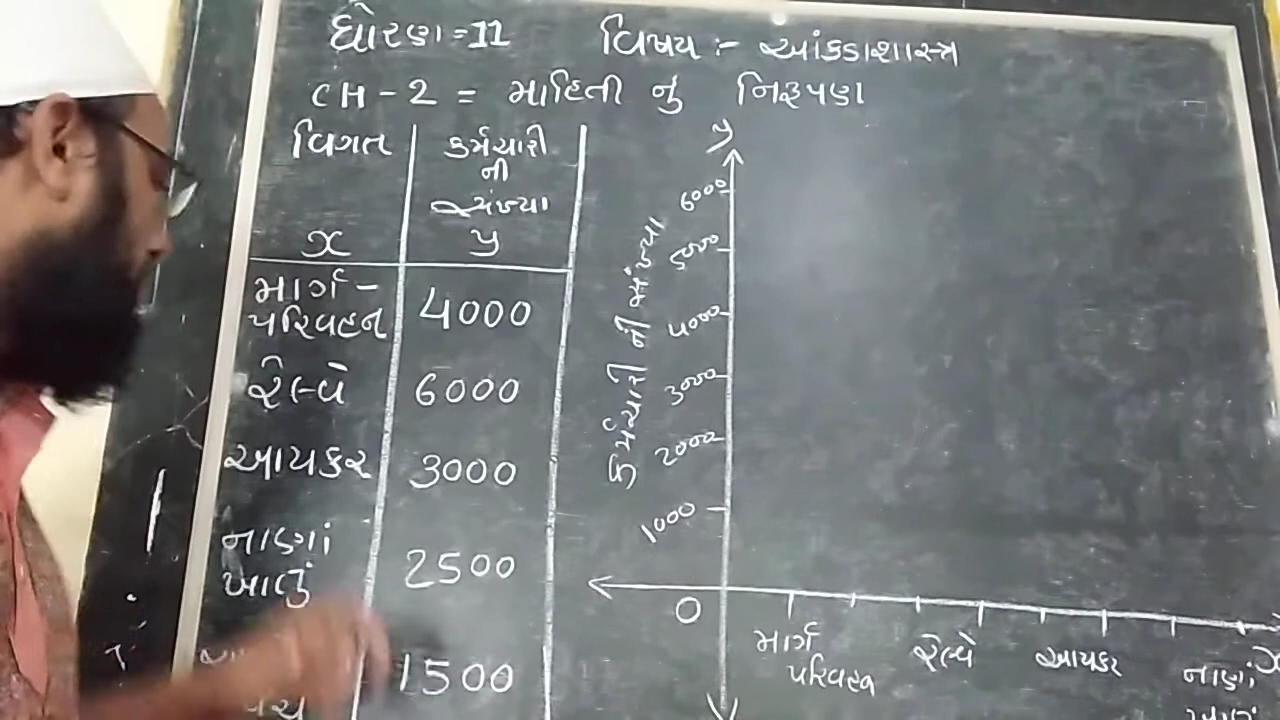 ધોરણ = 11 વિષય :- આંકડાશાસ્ત્ર
CH - 2 = માહિતી નું નિરૂપણ
વિગત
x
કર્મચારી
ની
સંખ્યા
y
માર્ગ -
પરિવહન 4000
રેલ્વે 6000
આયકર 3000
નાણાં
ખાતું 2500
1500
y
6000
5000
4000
3000
2000
1000
કર્મચારી ની સંખ્યા
0
માર્ગ
પરિવહન
રેલ્વે
આયકર
નાણાં
x